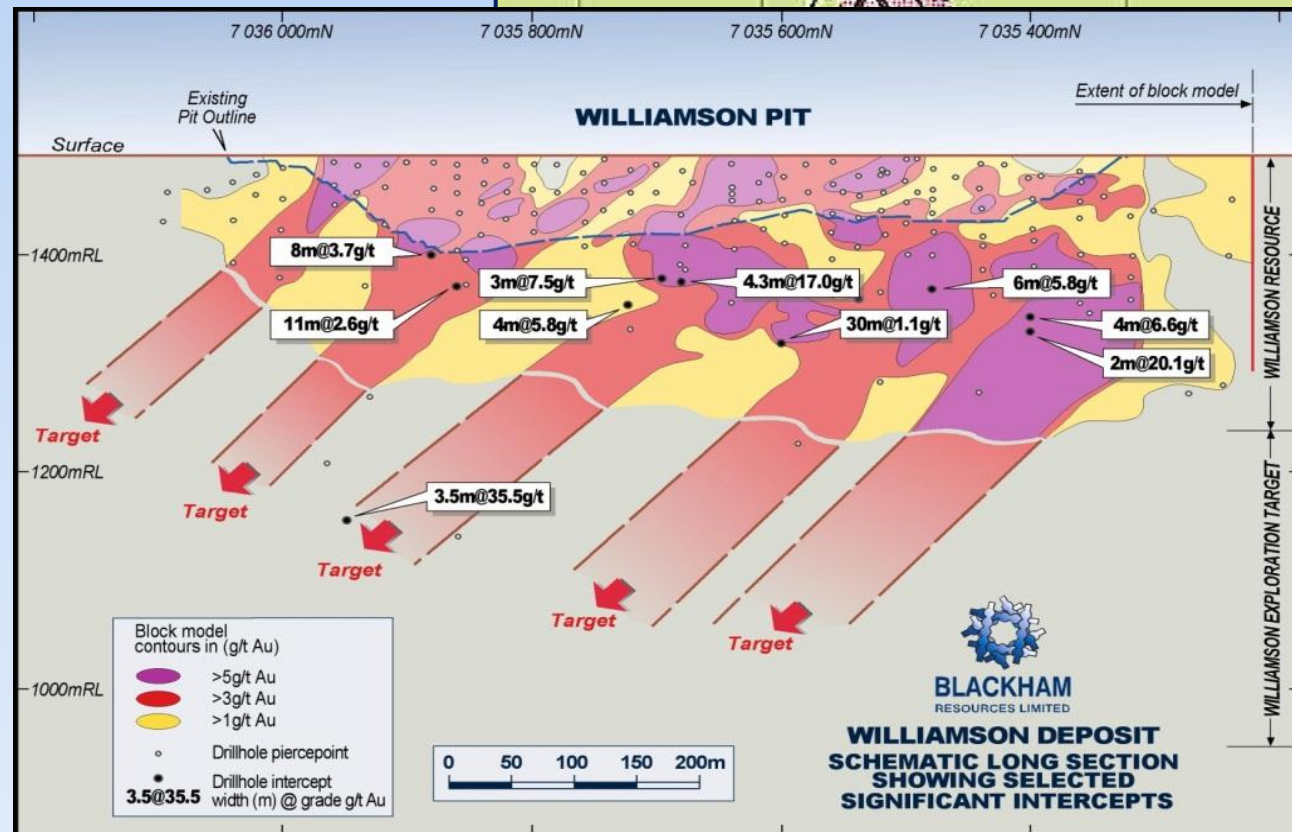 7 036 000mN
7 035 800mN
7 035 600mN
7 035 400mN
Existing
Pit Outline
WILLIAMSON PIT
Extent of block model
Surface
1400mRL
8m@3.7g/t
11m@2.6g/t
3m@7.5g/t
4m@5.8g/t
4.3m@17.0g/t
30m@1.1g/t
6m@5.8g/t
4m@6.6g/t
2m@20.1g/t
WILLIAMSON RESOURCE
Target
1200mRL
Target
3.5m@35.5g/t
Target
Target
Target
WILLIAMSON EXPLORATION TARGET
1000mRL
Block model
contours in (g/t Au)
>5g/t Au
>3g/t Au
>1g/t Au
Drillhole piercepoint
Drillhole intercept
3.5@35.5 width (m) @ grade g/t Au
0 50 100 150 200m
BLACKHAM
RESOURCES LIMITED
WILLIAMSON DEPOSIT
SCHEMATIC LONG SECTION
SHOWING SELECTED
SIGNIFICANT INTERCEPTS